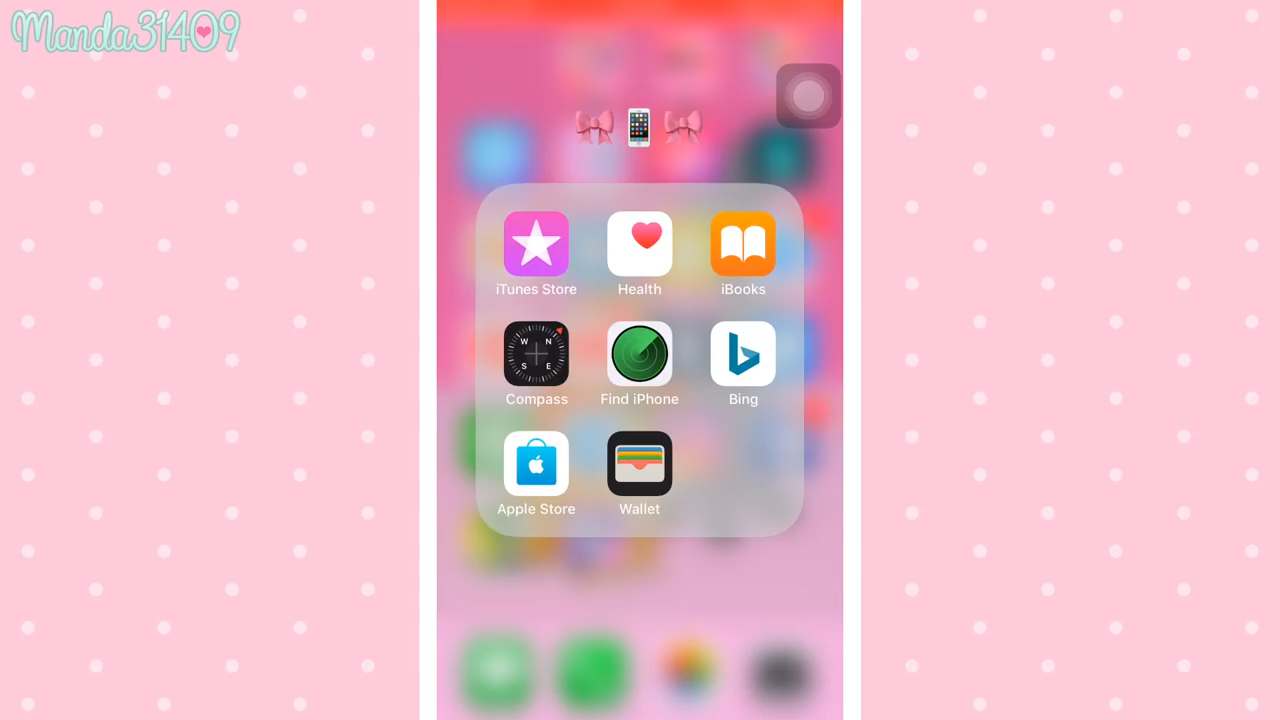 Manda31409
iTunes Store
Health
iBooks
W N
S E
Compass
Find iPhone
Bing
Apple Store
Wallet